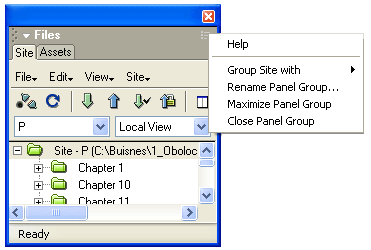 Files
Site Assets
File Edit View Site
P Local View
Site - P (C:\Buisnes\1_Oboloc
Chapter 1
Chapter 10
Chapter 11
Ready
Help
Group Site with
Rename Panel Group...
Maximize Panel Group
Close Panel Group